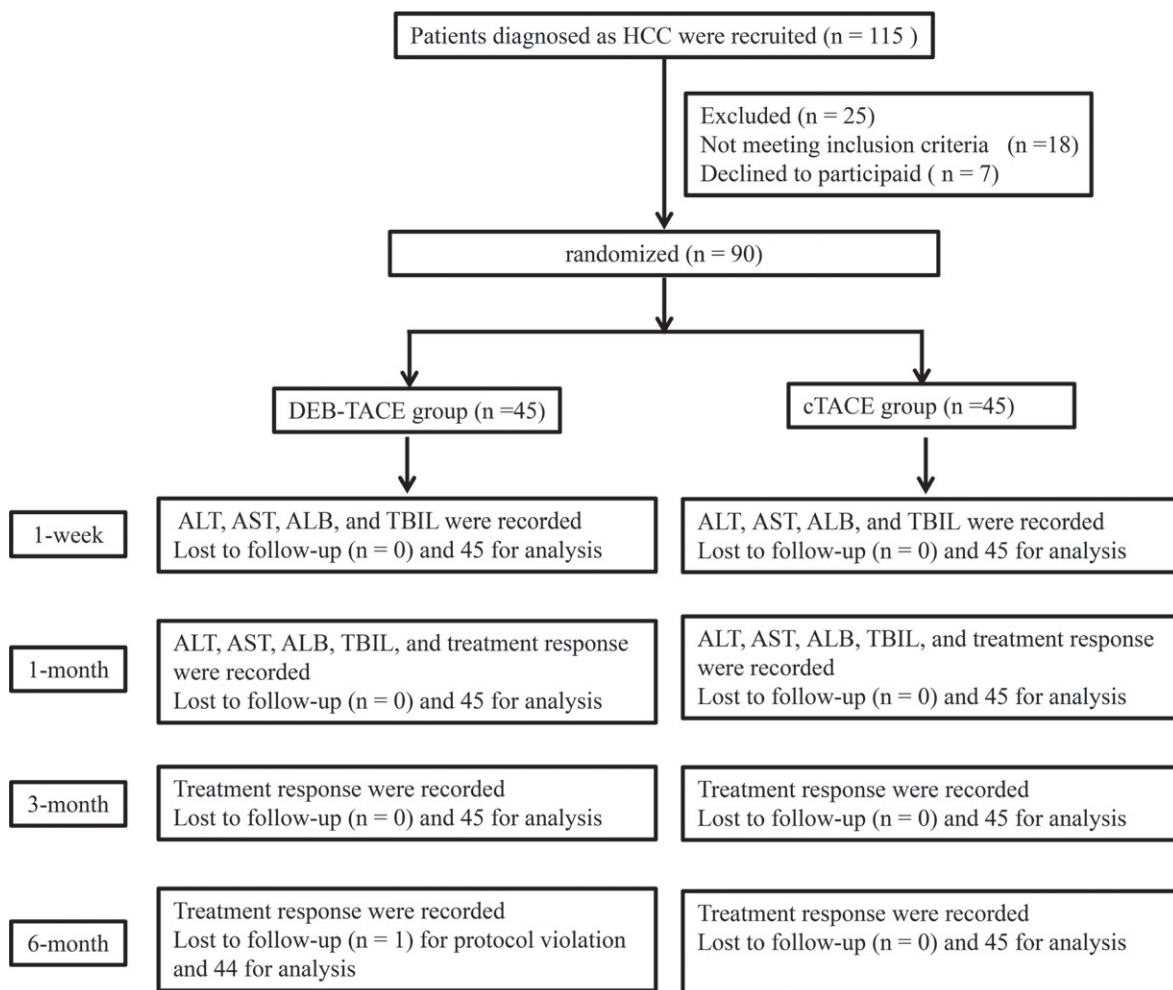 Patients diagnosed as HCC were recruited (n = 115 )
Excluded (n = 25)
Not meeting inclusion criteria (n =18)
Declined to participaid ( n = 7)
randomized (n = 90)
DEB-TACE group (n =45)
cTACE group (n =45)
1-week
ALT, AST, ALB, and TBIL were recorded
Lost to follow-up (n = 0) and 45 for analysis
ALT, AST, ALB, and TBIL were recorded
Lost to follow-up (n = 0) and 45 for analysis
1-month
ALT, AST, ALB, TBIL, and treatment response
were recorded
Lost to follow-up (n = 0) and 45 for analysis
ALT, AST, ALB, TBIL, and treatment response
were recorded
Lost to follow-up (n = 0) and 45 for analysis
3-month
Treatment response were recorded
Lost to follow-up (n = 0) and 45 for analysis
Treatment response were recorded
Lost to follow-up (n = 0) and 45 for analysis
6-month
Treatment response were recorded
Lost to follow-up (n = 1) for protocol violation
and 44 for analysis
Treatment response were recorded
Lost to follow-up (n = 0) and 45 for analysis